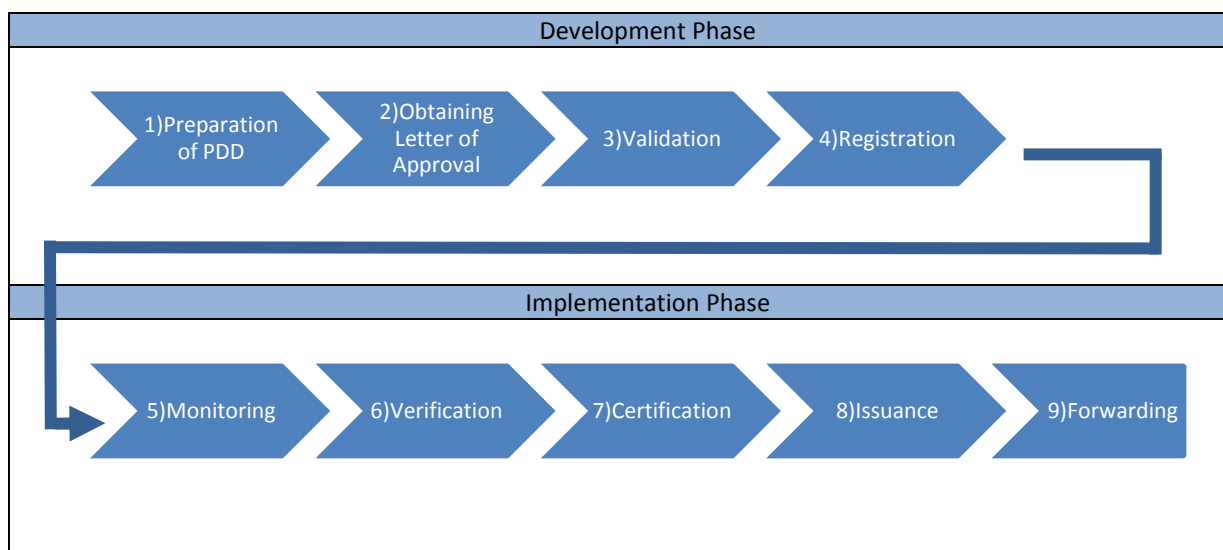 Development Phase
1)Preparation
of PDD
2)Obtaining
Letter of
Approval
3)Validation
4)Registration
Implementation Phase
5)Monitoring
6)Verification
7)Certification
8)Issuance
9)Forwarding